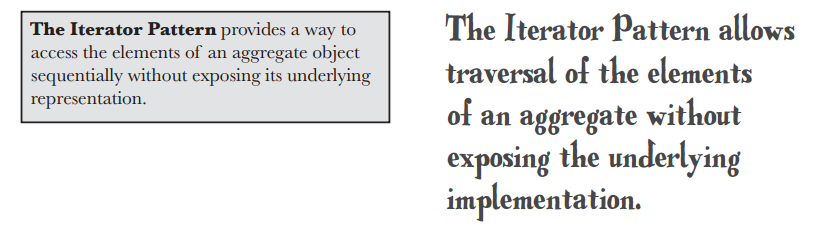 The Iterator Pattern provides a way to
access the elements of an aggregate object
sequentially without exposing its underlying
representation.
The Iterator Pattern allows
traversal of the elements
of an aggregate without
exposing the underlying
implementation.